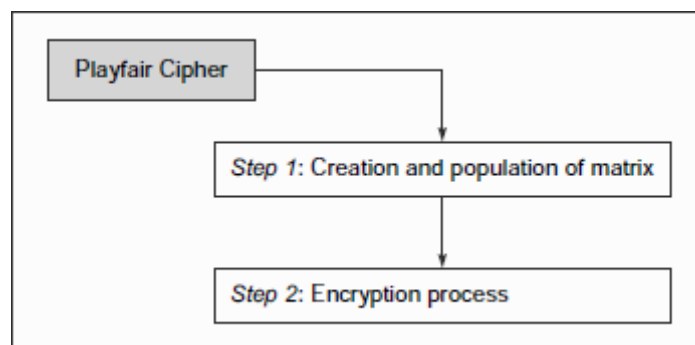 Playfair Cipher
Step 1: Creation and population of matrix
Step 2: Encryption process